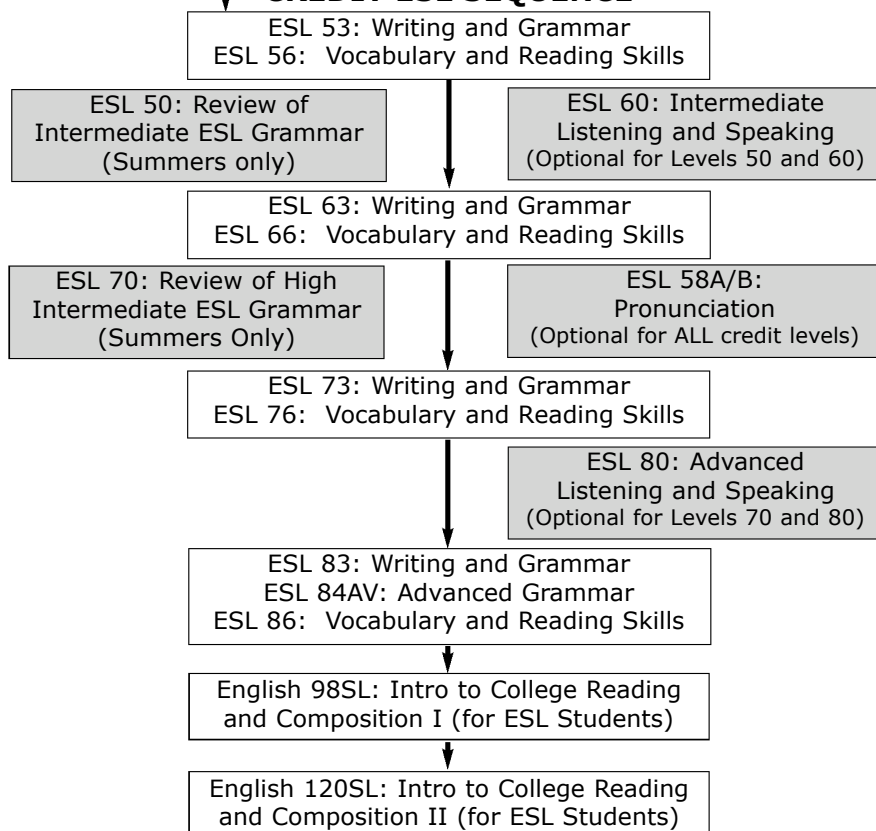 CREDIT ESL SEQUENCE
ESL 53: Writing and Grammar
ESL 56: Vocabulary and Reading Skills
ESL 50: Review of
Intermediate ESL Grammar
(Summers only)
ESL 60: Intermediate
Listening and Speaking
(Optional for Levels 50 and 60)
ESL 63: Writing and Grammar
ESL 66: Vocabulary and Reading Skills
ESL 70: Review of High
Intermediate ESL Grammar
(Summers Only)
ESL 58A/B:
Pronunciation
(Optional for ALL credit levels)
ESL 73: Writing and Grammar
ESL 76: Vocabulary and Reading Skills
ESL 80: Advanced
Listening and Speaking
(Optional for Levels 70 and 80)
ESL 83: Writing and Grammar
ESL 84AV: Advanced Grammar
ESL 86: Vocabulary and Reading Skills
English 98SL: Intro to College Reading
and Composition I (for ESL Students)
English 120SL: Intro to College Reading
and Composition II (for ESL Students)